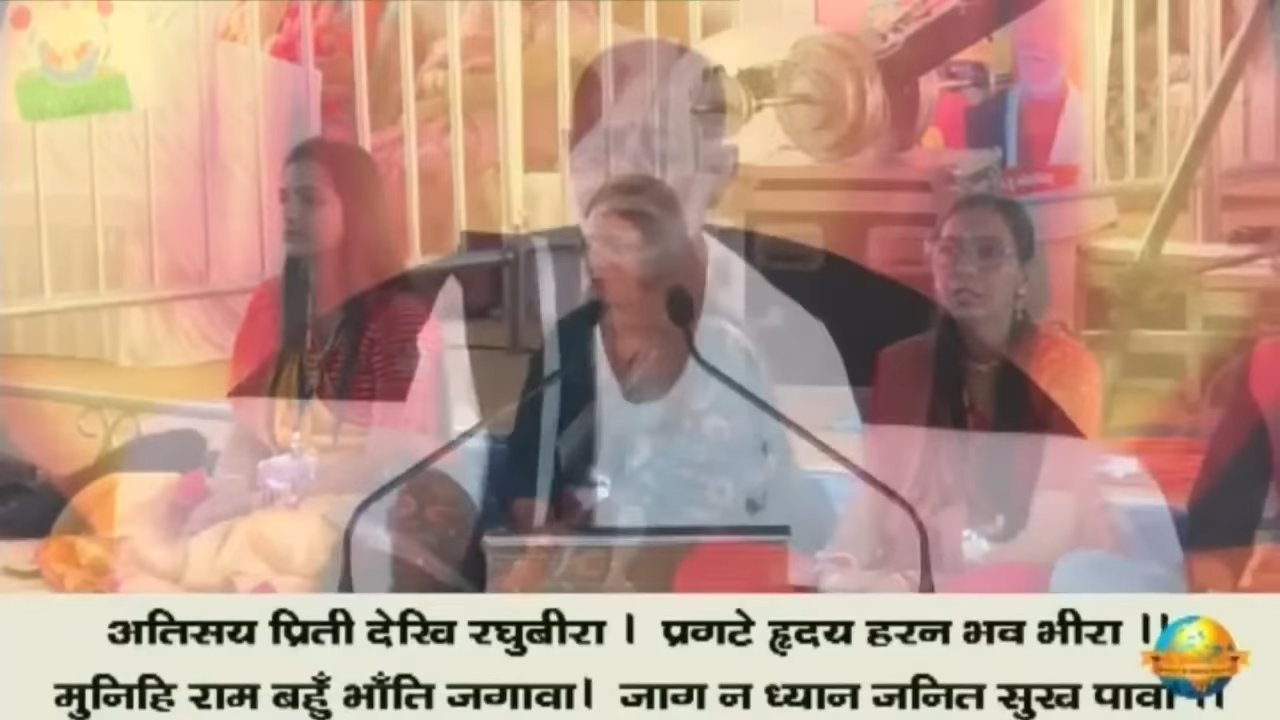 अतिसय प्रिती देखि रघुबीरा । प्रगटे हृदय हरन भव भीरा ।।
मुनिहि राम बहुँ भाँति जगावा। जाग न ध्यान जनित सुख पावा ।।